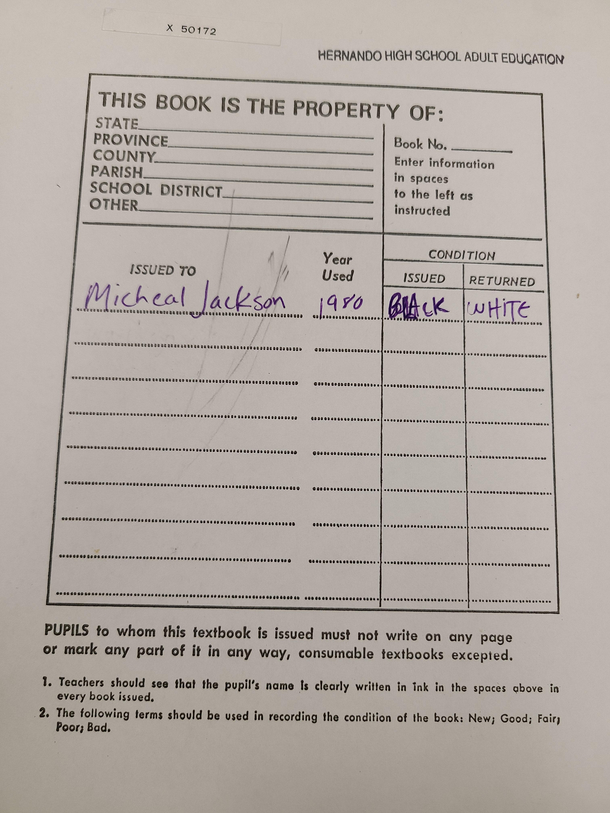 X 50172
HERNANDO HIGH SCHOOL ADULT EDUCATION
THIS BOOK IS THE PROPERTY OF:
STATE
PROVINCE
COUNTY
PARISH
SCHOOL DISTRICT
OTHER
Book No.
Enter information
in spaces
to the left as
instructed
ISSUED TO
Year
Used
CONDITION
ISSUED
RETURNED
Micheal Jackson 1980 BLACK WHITE
PUPILS to whom this textbook is issued must not write on any page
or mark any part of it in any way, consumable textbooks excepted.
1. Teachers should see that the pupil's name is clearly written in ink in the spaces above in
every book issued.
2. The following terms should be used in recording the condition of the book: New; Good; Fair;
Poor; Bad.